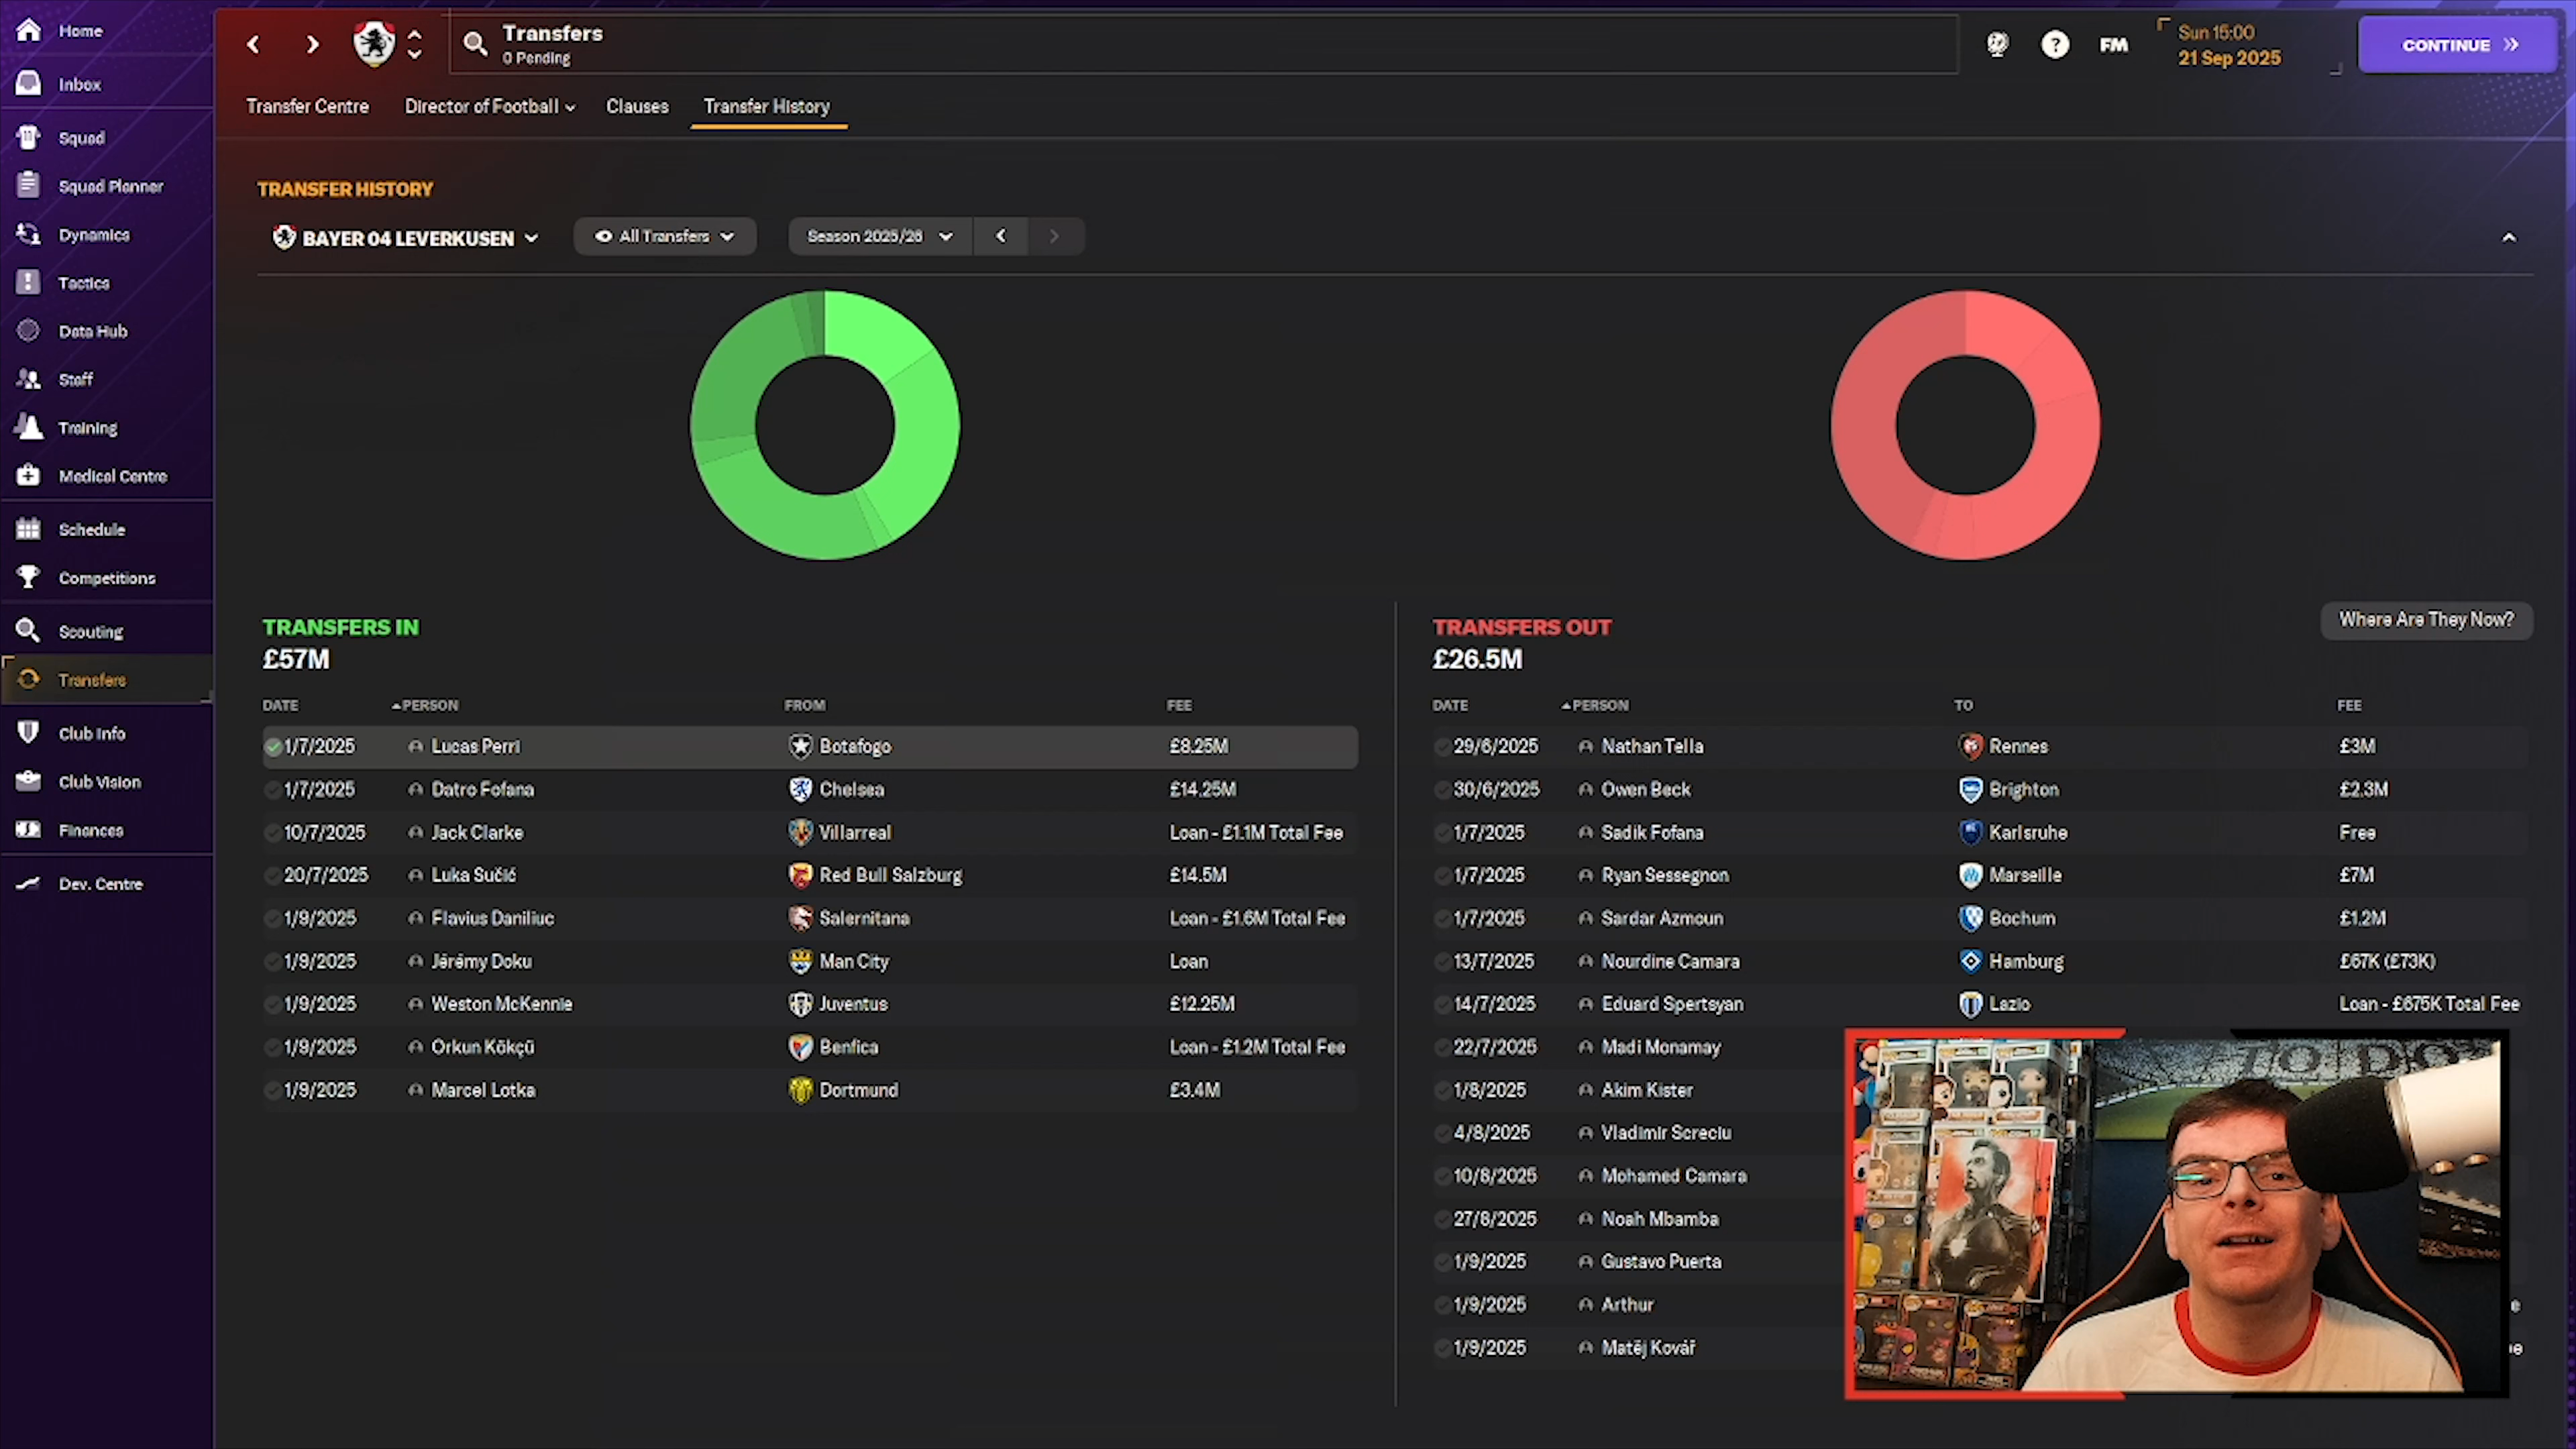 Home
Inbox
Squad
Squad Planner
Dynamics
Tactics
Data Hub
Staff
Training
Medical Centre
Schedule
Competitions
Scouting
Transfers
Club Info
Club Vision
Finances
Dev. Centre
Transfers
0 Pending
FM
Sun 15:00
21 Sep 2025
CONTINUE
Transfer Centre Director of Football Clauses Transfer History
TRANSFER HISTORY
BAYER 04 LEVERKUSEN All Transfers Season 2025/26
TRANSFERS IN
£57M
DATE PERSON FROM FEE
1/7/2025 Lucas Perri Botafogo £8.25M
1/7/2025 Datro Fofana Chelsea £14.25M
10/7/2025 Jack Clarke Villarreal Loan - £1.1M Total Fee
20/7/2025 Luka Sučić Red Bull Salzburg £14.5M
1/9/2025 Flavius Daniliuc Salernitana Loan - £1.6M Total Fee
1/9/2025 Jérémy Doku Man City Loan
1/9/2025 Weston McKennie Juventus £12.25M
1/9/2025 Orkun Kökçü Benfica Loan - £1.2M Total Fee
1/9/2025 Marcel Lotka Dortmund £3.4M
TRANSFERS OUT
£26.5M
Where Are They Now?
DATE PERSON TO FEE
29/6/2025 Nathan Tella Rennes £3M
30/6/2025 Owen Beck Brighton £2.3M
1/7/2025 Sadik Fofana Karlsruhe Free
1/7/2025 Ryan Sessegnon Marseille £7M
1/7/2025 Sardar Azmoun Bochum £1.2M
13/7/2025 Nourdine Camara Hamburg £67K (£73K)
14/7/2025 Eduard Spertsyan Lazio Loan - £675K Total Fee
22/7/2025 Madi Monamay
1/8/2025 Akim Kister
4/8/2025 Vladimir Screciu
10/8/2025 Mohamed Camara
27/8/2025 Noah Mbamba
1/9/2025 Gustavo Puerta
1/9/2025 Arthur
1/9/2025 Matěj Kovář